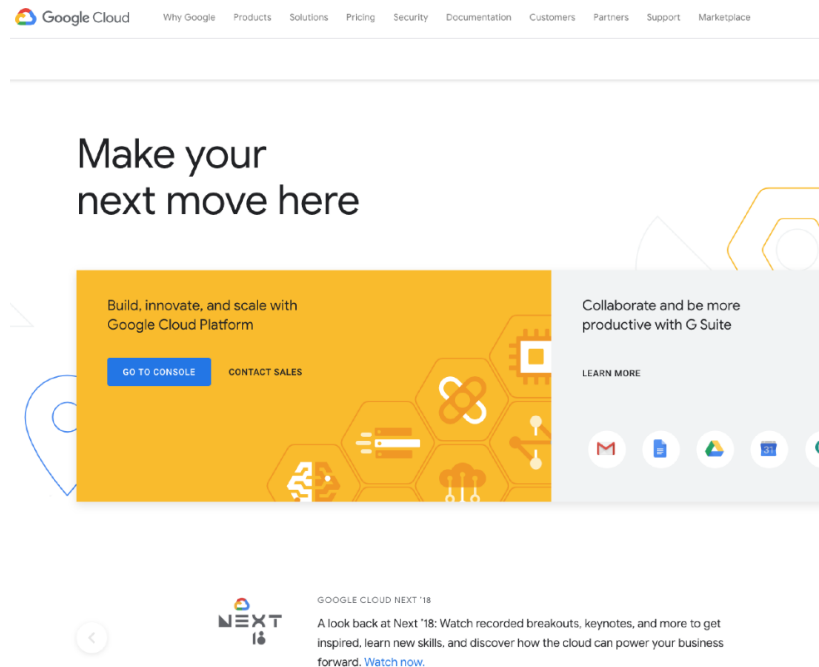 Google Cloud Why Google Products Solutions Pricing Security Documentation Customers Partners Support Marketplace
Make your
next move here
Build, innovate, and scale with
Google Cloud Platform
GO TO CONSOLE CONTACT SALES
Collaborate and be more
productive with G Suite
LEARN MORE
31
NEXT
18
GOOGLE CLOUD NEXT '18
A look back at Next '18: Watch recorded breakouts, keynotes, and more to get
inspired, learn new skills, and discover how the cloud can power your business
forward. Watch now.